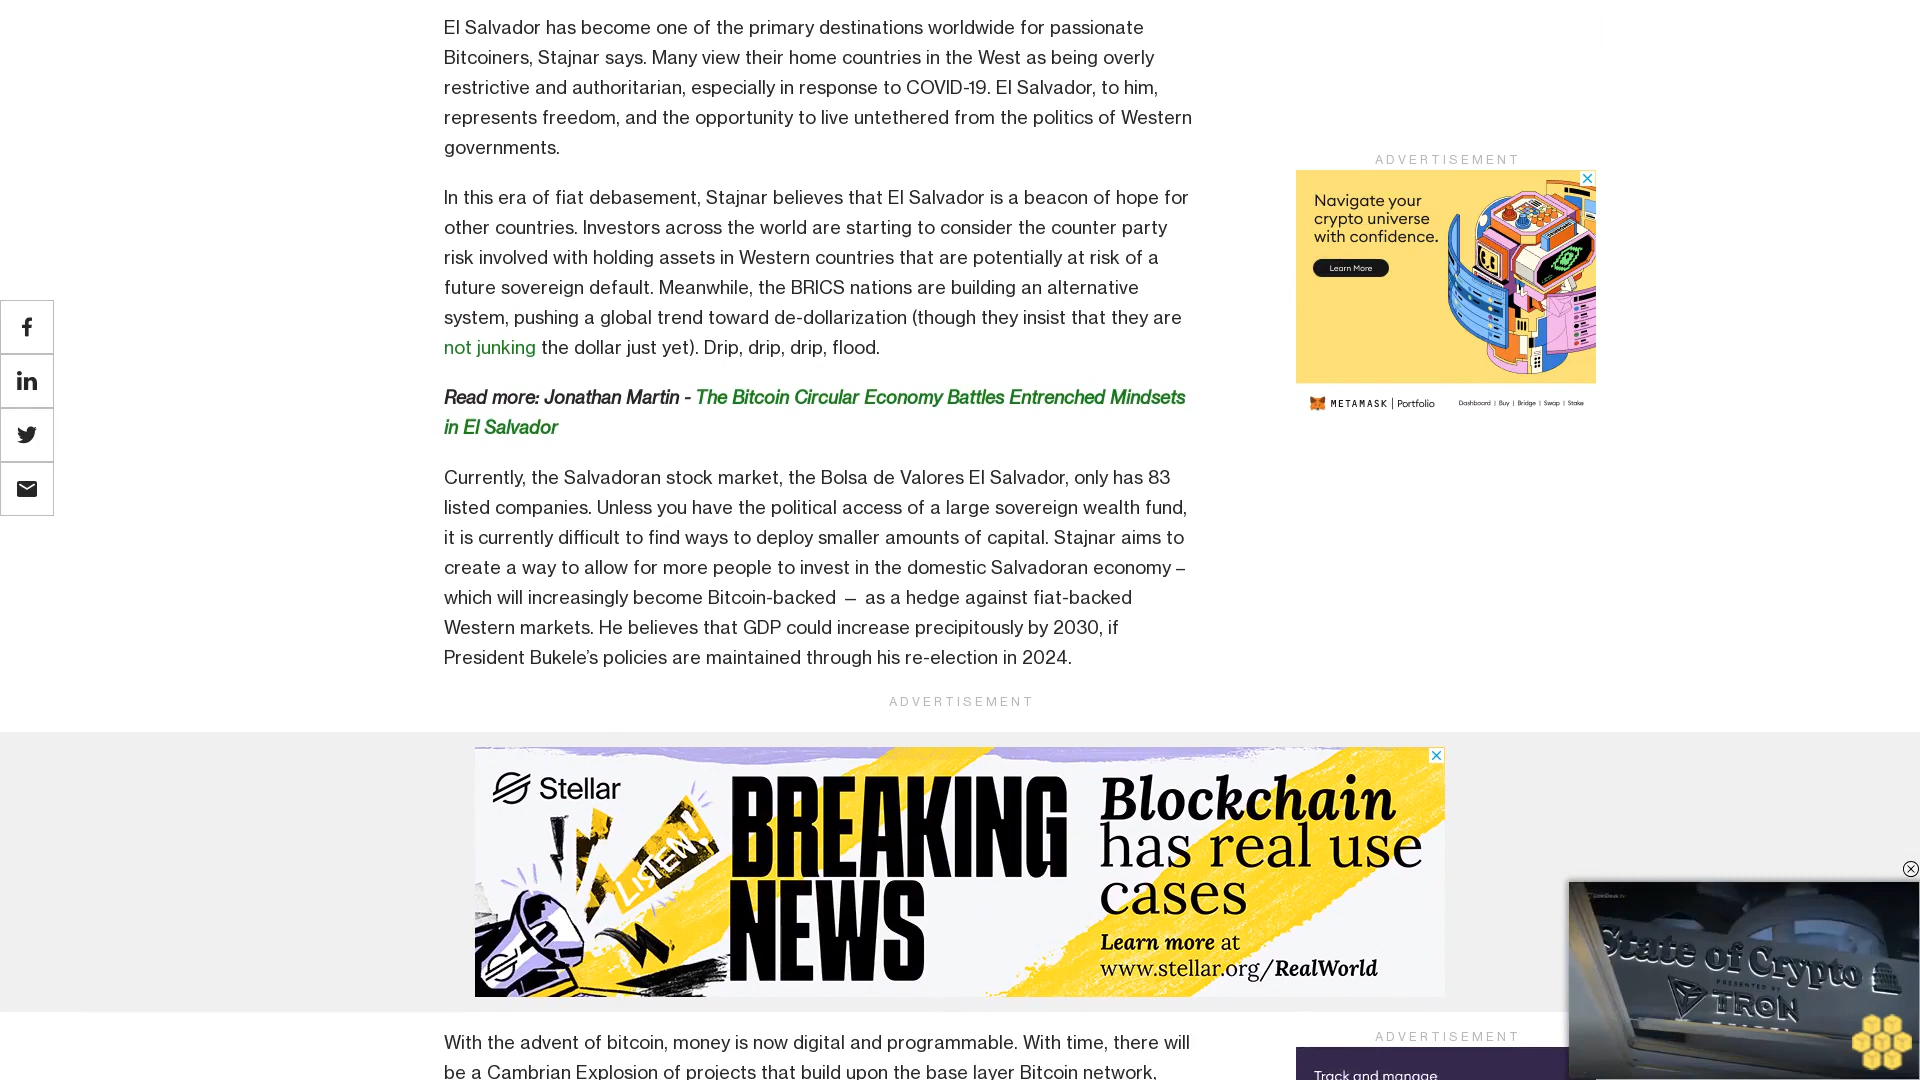 El Salvador has become one of the primary destinations worldwide for passionate
Bitcoiners, Stajnar says. Many view their home countries in the West as being overly
restrictive and authoritarian, especially in response to COVID-19. El Salvador, to him,
represents freedom, and the opportunity to live untethered from the politics of Western
governments.
In this era of fiat debasement, Stajnar believes that El Salvador is a beacon of hope for
other countries. Investors across the world are starting to consider the counter party
risk involved with holding assets in Western countries that are potentially at risk of a
future sovereign default. Meanwhile, the BRICS nations are building an alternative
system, pushing a global trend toward de-dollarization (though they insist that they are
not junking the dollar just yet). Drip, drip, drip, flood.
Read more: Jonathan Martin - The Bitcoin Circular Economy Battles Entrenched Mindsets
in El Salvador
Currently, the Salvadoran stock market, the Bolsa de Valores El Salvador, only has 83
listed companies. Unless you have the political access of a large sovereign wealth fund,
it is currently difficult to find ways to deploy smaller amounts of capital. Stajnar aims to
create a way to allow for more people to invest in the domestic Salvadoran economy –
which will increasingly become Bitcoin-backed — as a hedge against fiat-backed
Western markets. He believes that GDP could increase precipitously by 2030, if
President Bukele’s policies are maintained through his re-election in 2024.
ADVERTISEMENT
Navigate your
crypto universe
with confidence.
Learn More
METAMASK | Portfolio
Dashboard | Buy | Bridge | Swap | Stake
ADVERTISEMENT
Stellar
LISTEN!
BREAKING
NEWS
Blockchain
has real use
cases
Learn more at
www.stellar.org/RealWorld
State of Crypto
PRESENTED BY
TRON
With the advent of bitcoin, money is now digital and programmable. With time, there will
be a Cambrian Explosion of projects that build upon the base layer Bitcoin network,
ADVERTISEMENT
Track and manage